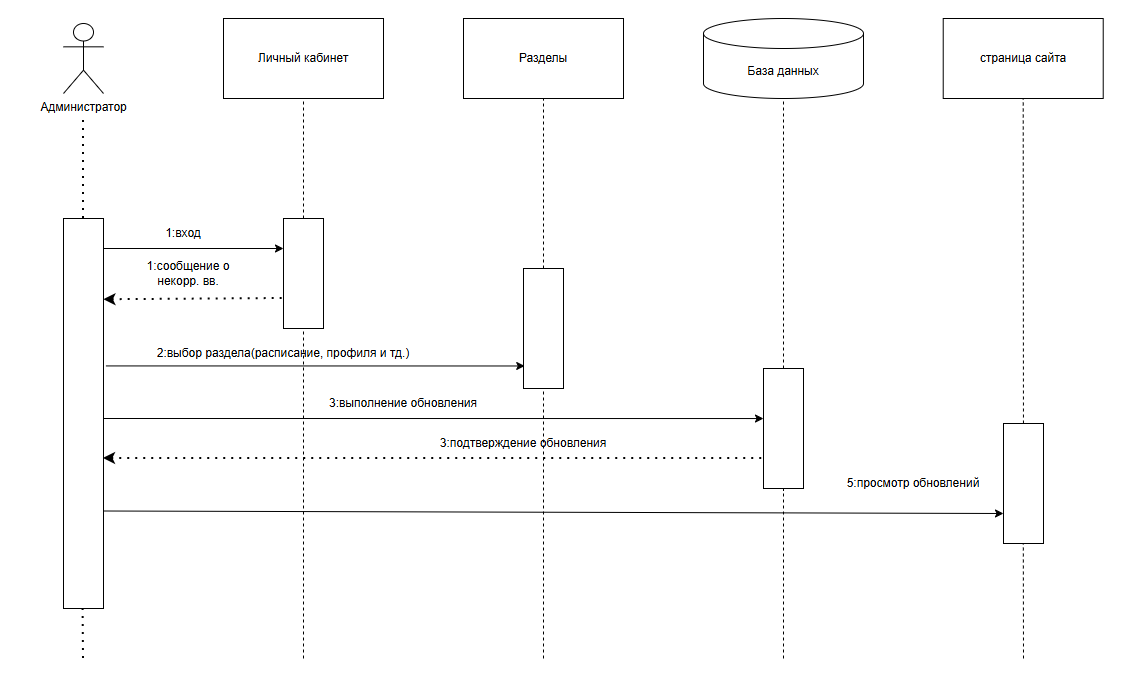 Администратор
Личный кабинет
Разделы
База данных
страница сайта
1:вход
1:сообщение о
некорр. вв.
2:выбор раздела(расписание, профиля и тд.)
3:выполнение обновления
3:подтверждение обновления
5:просмотр обновлений